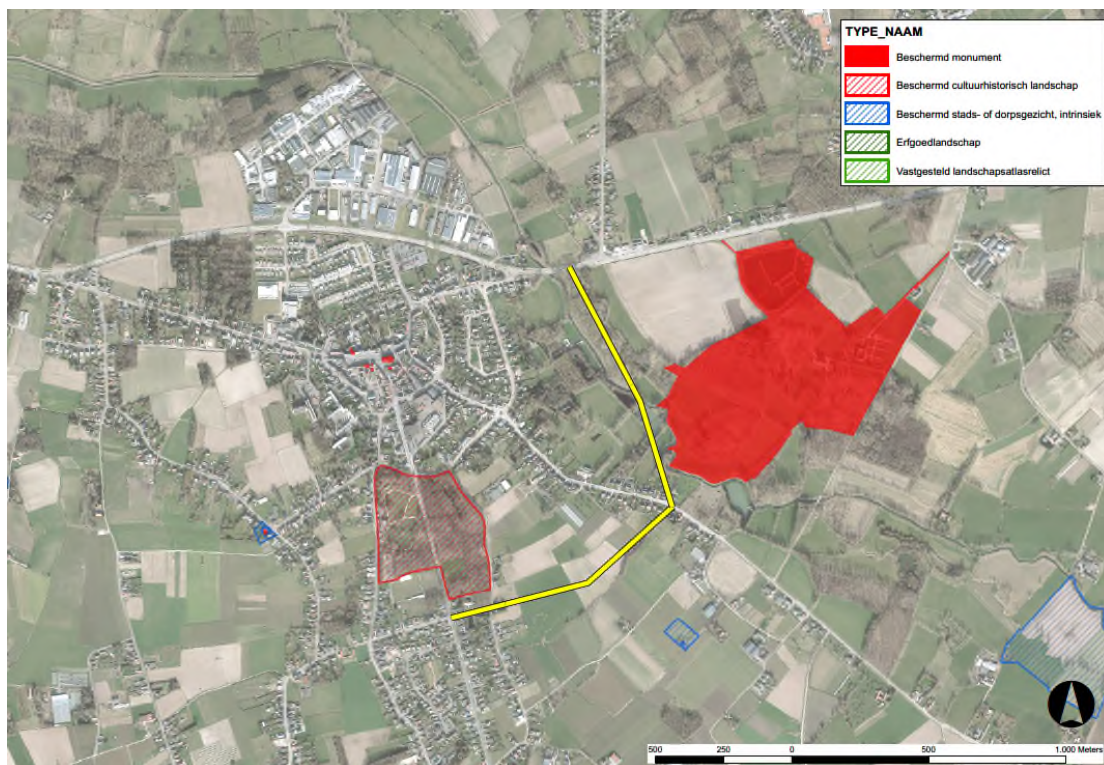 TYPE_NAAM
Beschermd monument
Beschermd cultuurhistorisch landschap
Beschermd stads- of dorpsgezicht, intrinsiek
Erfgoedlandschap
Vastgesteld landschapsatlasrelict
500 250 0 500 1.000 Meters